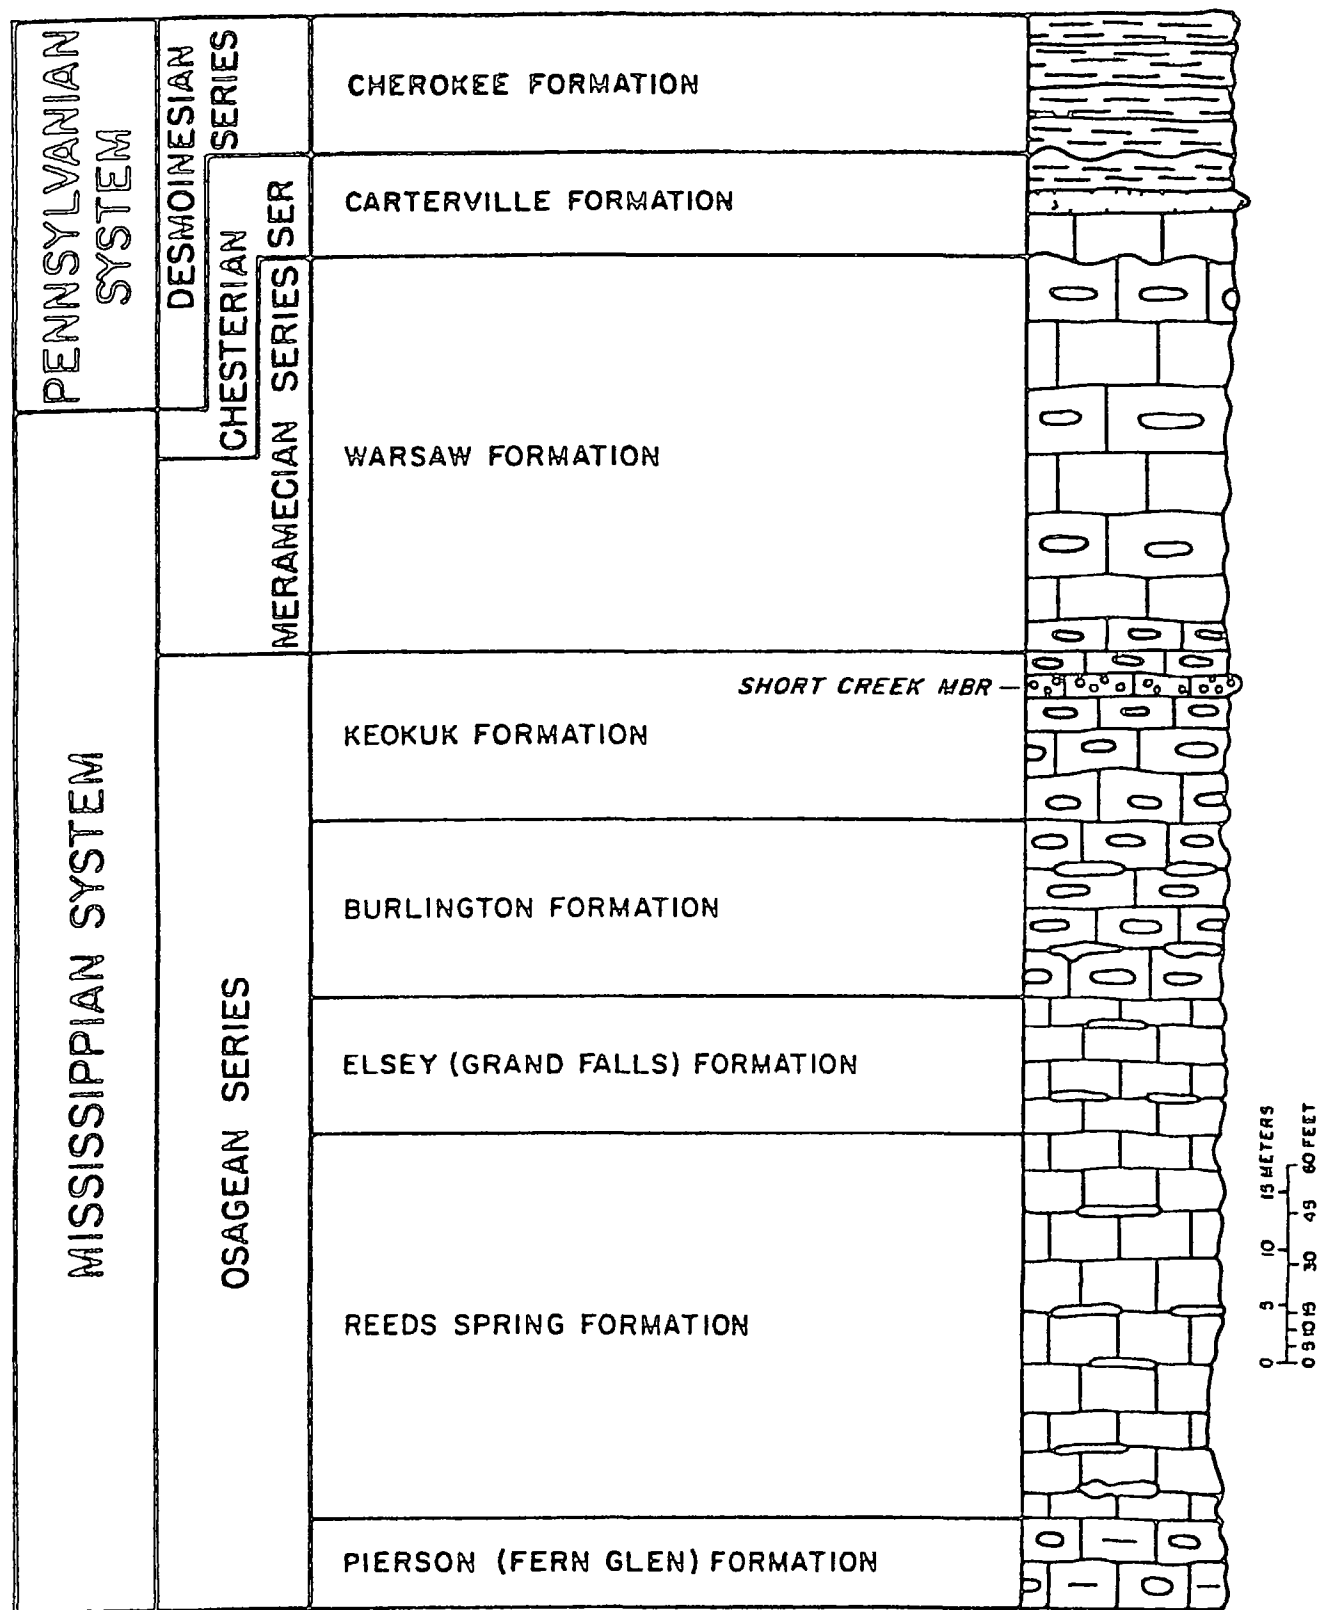 PENNSYLVANIAN
SYSTEM
DESMOINESIAN
SERIES
CHESTERIAN
SER
MERAMECIAN SERIES
CHEROKEE FORMATION
CARTERVILLE FORMATION
WARSAW FORMATION
SHORT CREEK MBR
KEOKUK FORMATION
MISSISSIPPIAN SYSTEM
OSAGEAN SERIES
BURLINGTON FORMATION
ELSEY (GRAND FALLS) FORMATION
REEDS SPRING FORMATION
PIERSON (FERN GLEN) FORMATION
0 5 10 15 METERS
0 5 10 15 30 45 60 FEET